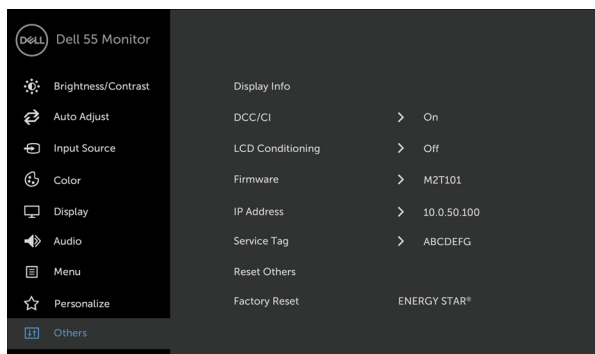 DELL Dell 55 Monitor
Brightness/Contrast
Auto Adjust
Input Source
Color
Display
Audio
Menu
Personalize
Others
Display Info
DCC/CI > On
LCD Conditioning > Off
Firmware > M2T101
IP Address > 10.0.50.100
Service Tag > ABCDEFG
Reset Others
Factory Reset ENERGY STAR®